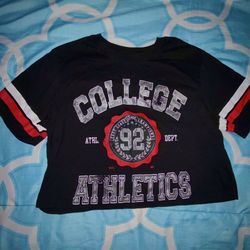 COLLEGE
ATHL. 92 DEPT.
ATHLETICS